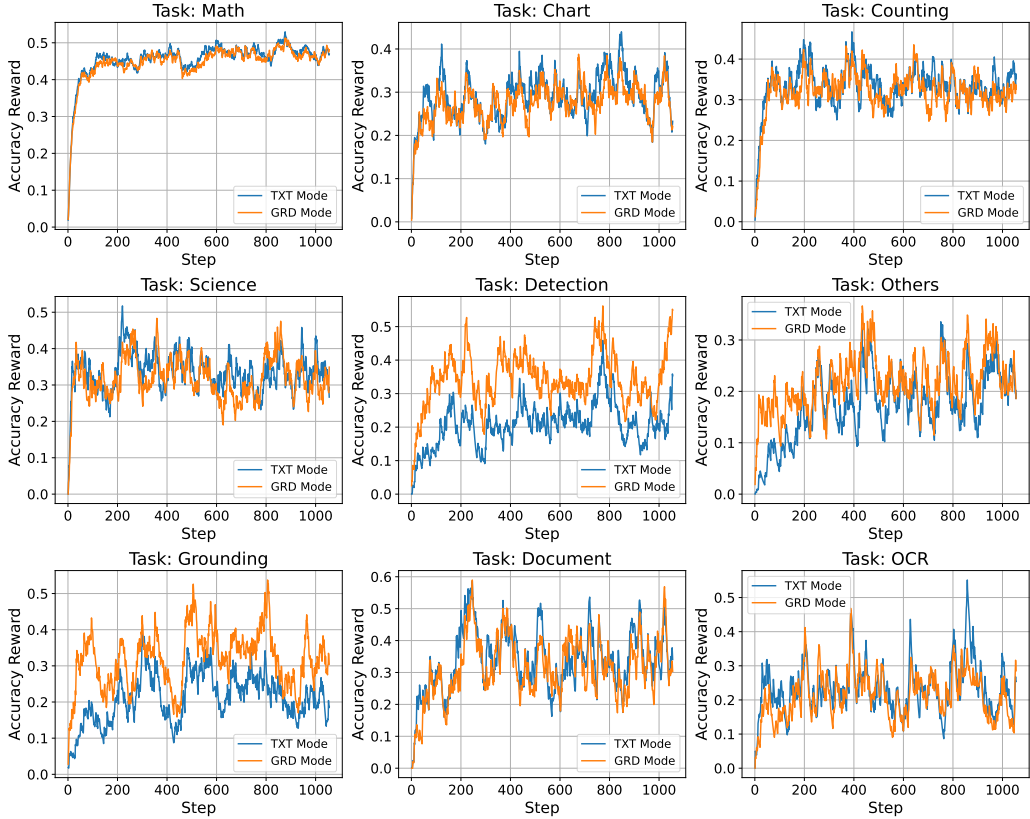 Task: Math
Accuracy Reward
0.5
0.4
0.3
0.2
0.1
0.0
TXT Mode
GRD Mode
0 200 400 600 800 1000
Step
Task: Chart
Accuracy Reward
0.4
0.3
0.2
0.1
0.0
TXT Mode
GRD Mode
0 200 400 600 800 1000
Step
Task: Counting
Accuracy Reward
0.4
0.3
0.2
0.1
0.0
TXT Mode
GRD Mode
0 200 400 600 800 1000
Step
Task: Science
Accuracy Reward
0.5
0.4
0.3
0.2
0.1
0.0
TXT Mode
GRD Mode
0 200 400 600 800 1000
Step
Task: Detection
Accuracy Reward
0.5
0.4
0.3
0.2
0.1
0.0
TXT Mode
GRD Mode
0 200 400 600 800 1000
Step
Task: Others
Accuracy Reward
TXT Mode
GRD Mode
0.3
0.2
0.1
0.0
0 200 400 600 800 1000
Step
Task: Grounding
Accuracy Reward
0.5
0.4
0.3
0.2
0.1
0.0
TXT Mode
GRD Mode
0 200 400 600 800 1000
Step
Task: Document
Accuracy Reward
0.6
0.5
0.4
0.3
0.2
0.1
0.0
TXT Mode
GRD Mode
0 200 400 600 800 1000
Step
Task: OCR
Accuracy Reward
TXT Mode
GRD Mode
0.5
0.4
0.3
0.2
0.1
0.0
0 200 400 600 800 1000
Step